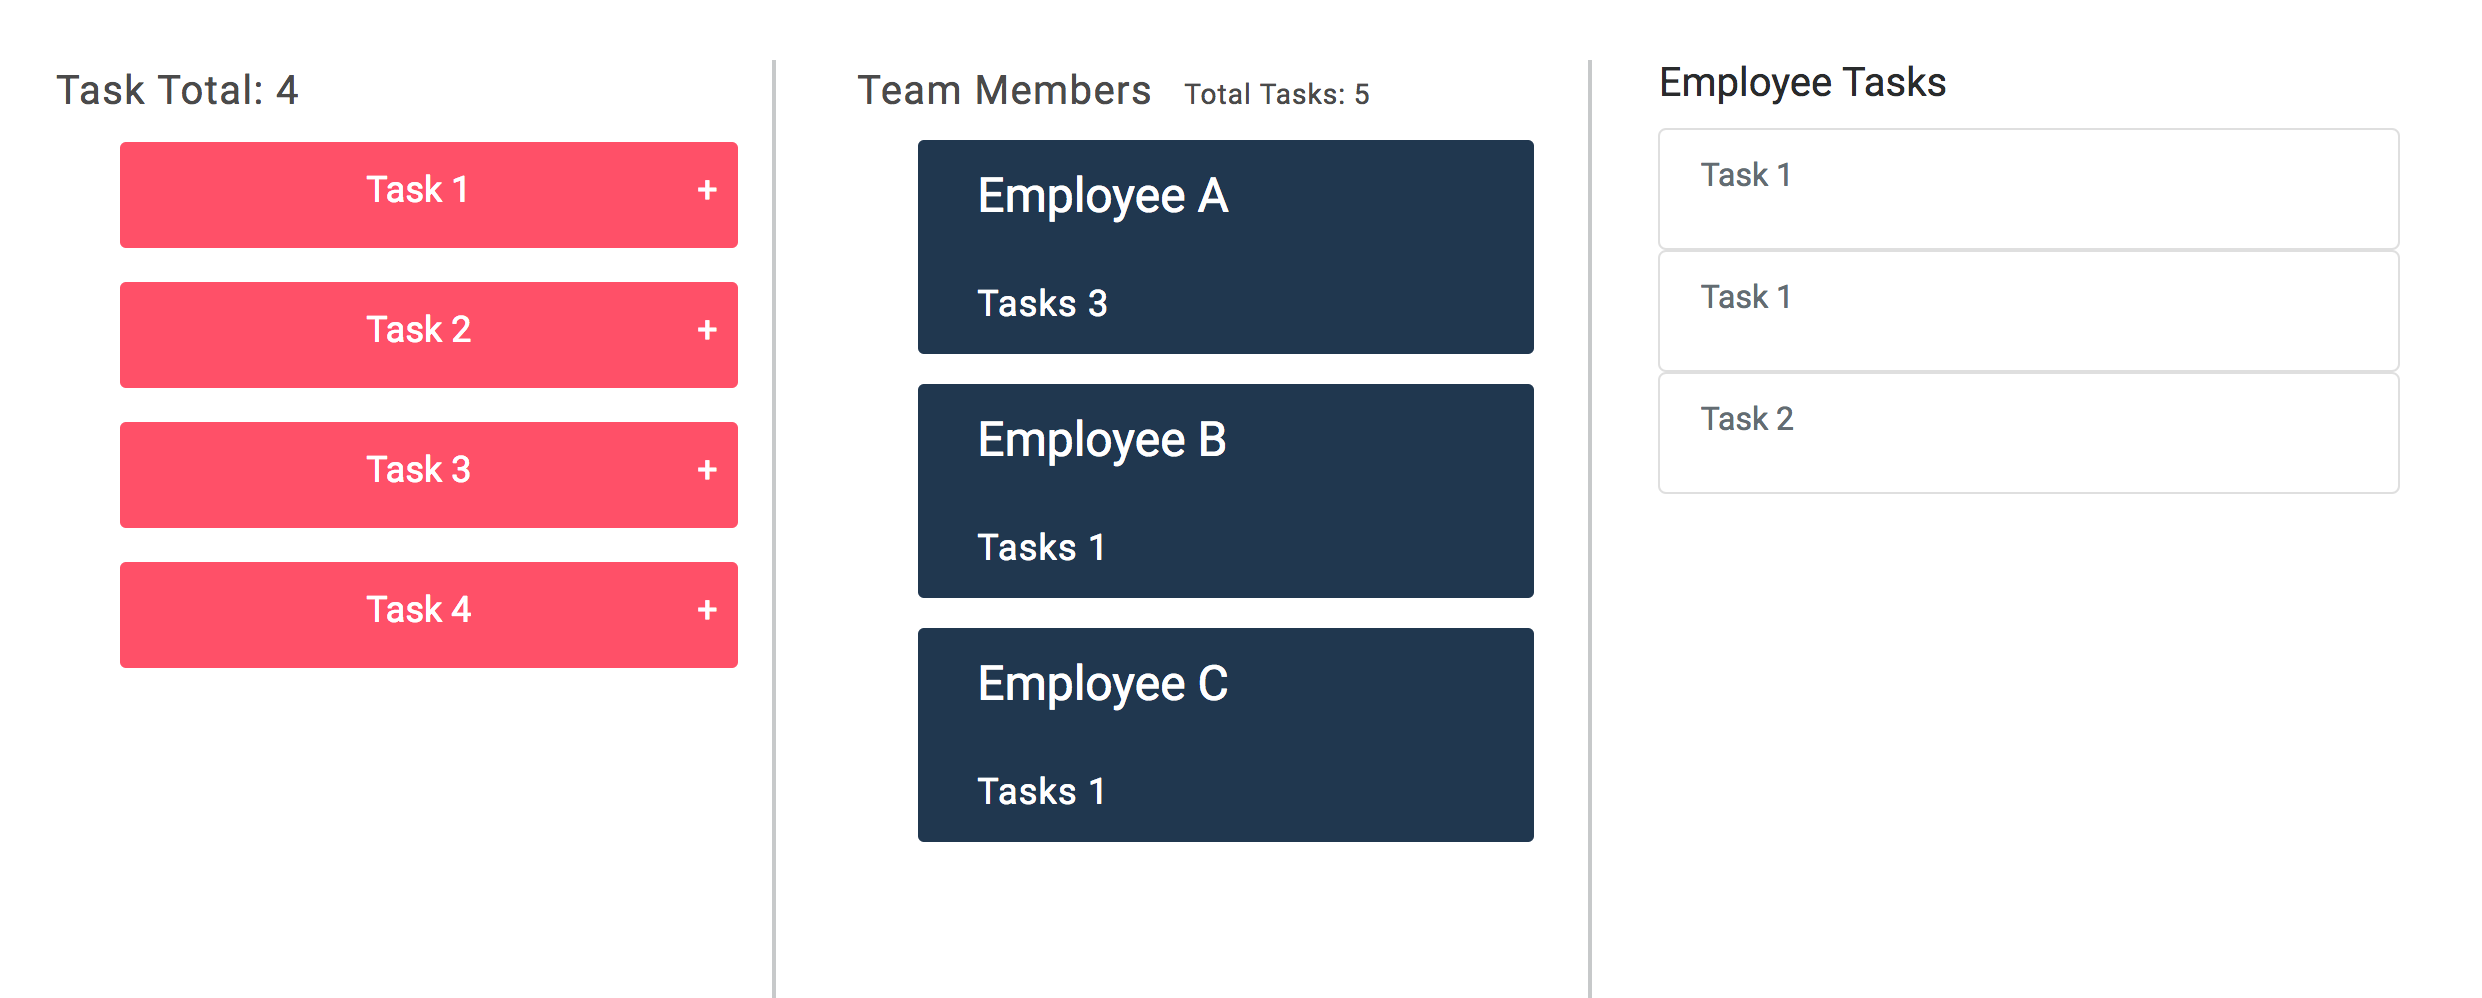 Task Total: 4
Task 1 +
Task 2 +
Task 3 +
Task 4 +
Team Members Total Tasks: 5
Employee A
Tasks 3
Employee B
Tasks 1
Employee C
Tasks 1
Employee Tasks
Task 1
Task 1
Task 2